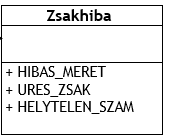 Zsakhiba
+ HIBAS_MERET
+ URES_ZSAK
+ HELYTELEN_SZAM